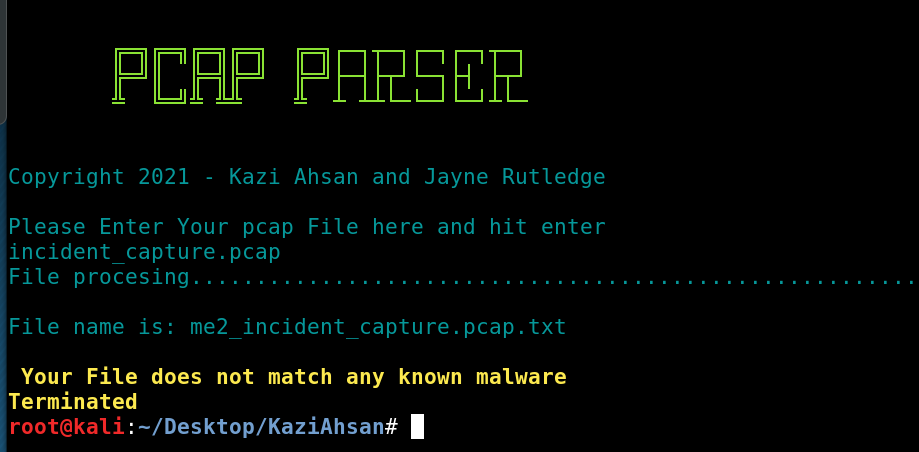 PCAP PARSER
Copyright 2021 - Kazi Ahsan and Jayne Rutledge
Please Enter Your pcap File here and hit enter
incident_capture.pcap
File procesing........................................................
File name is: me2_incident_capture.pcap.txt
Your File does not match any known malware
Terminated
root@kali:~/Desktop/KaziAhsan#